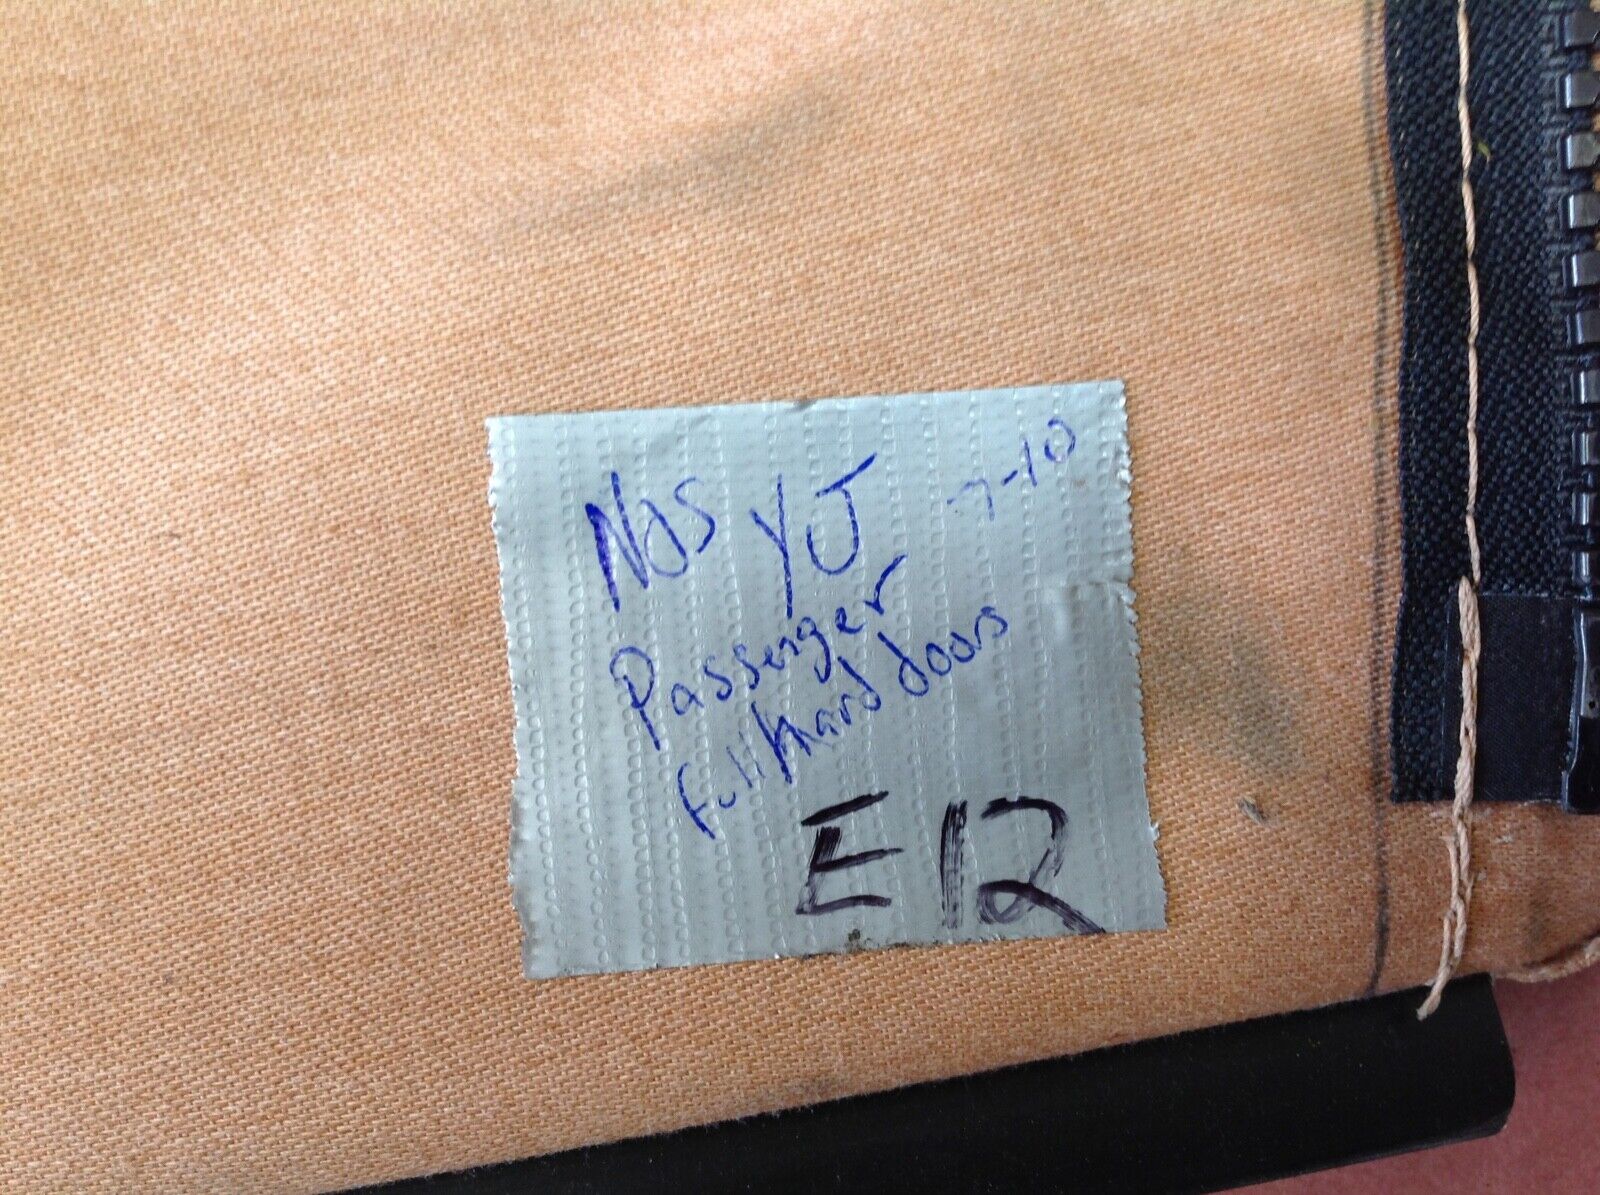 NOS YJ -7-10
Passenger
full hard doors
E12